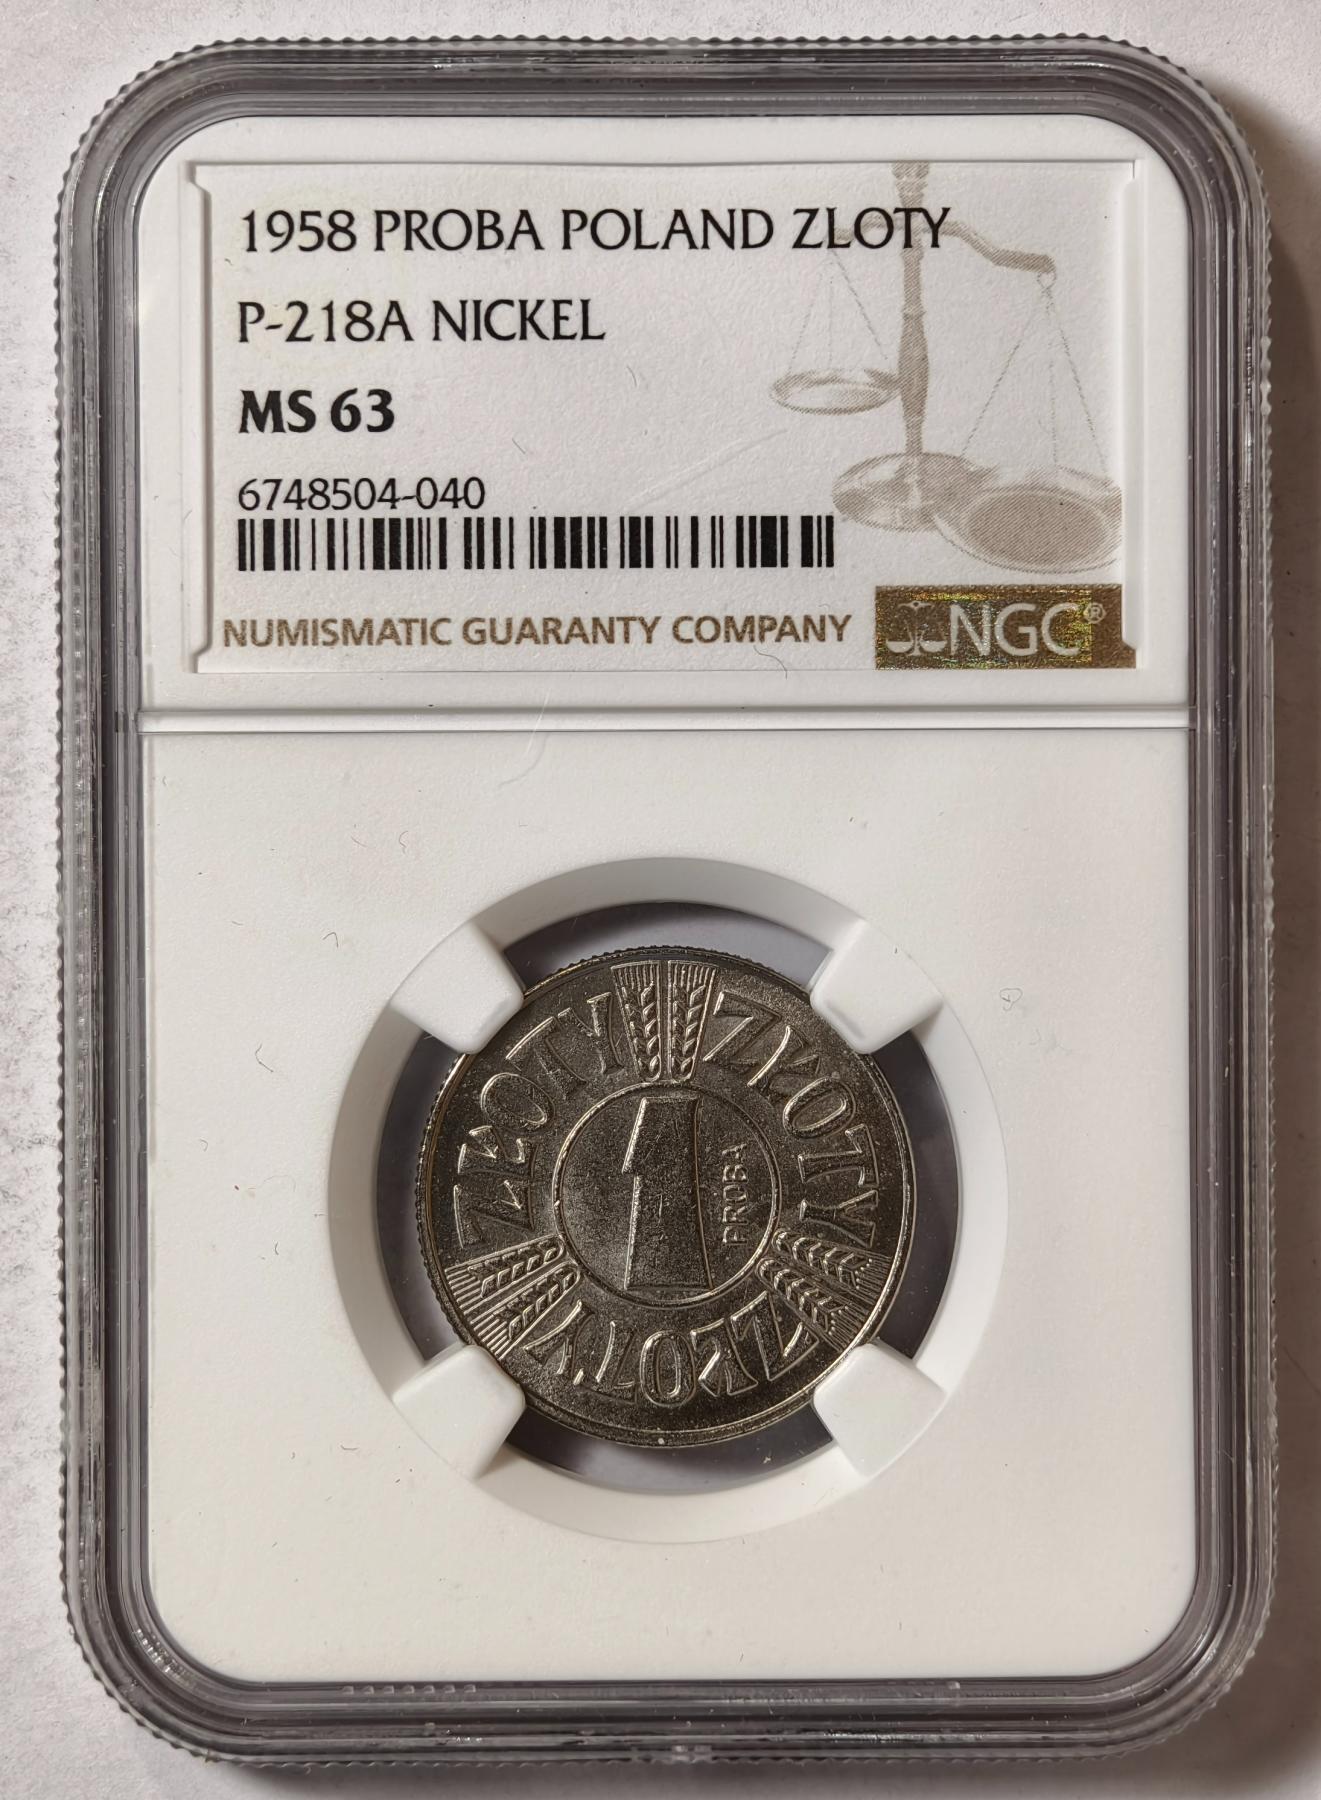 1958 PROBA POLAND ZLOTY
P-218A NICKEL
MS 63
6748504-040
NUMISMATIC GUARANTY COMPANY
NGC®
ZŁOTY
ZŁOTY
ZŁOTY
1
PROBA